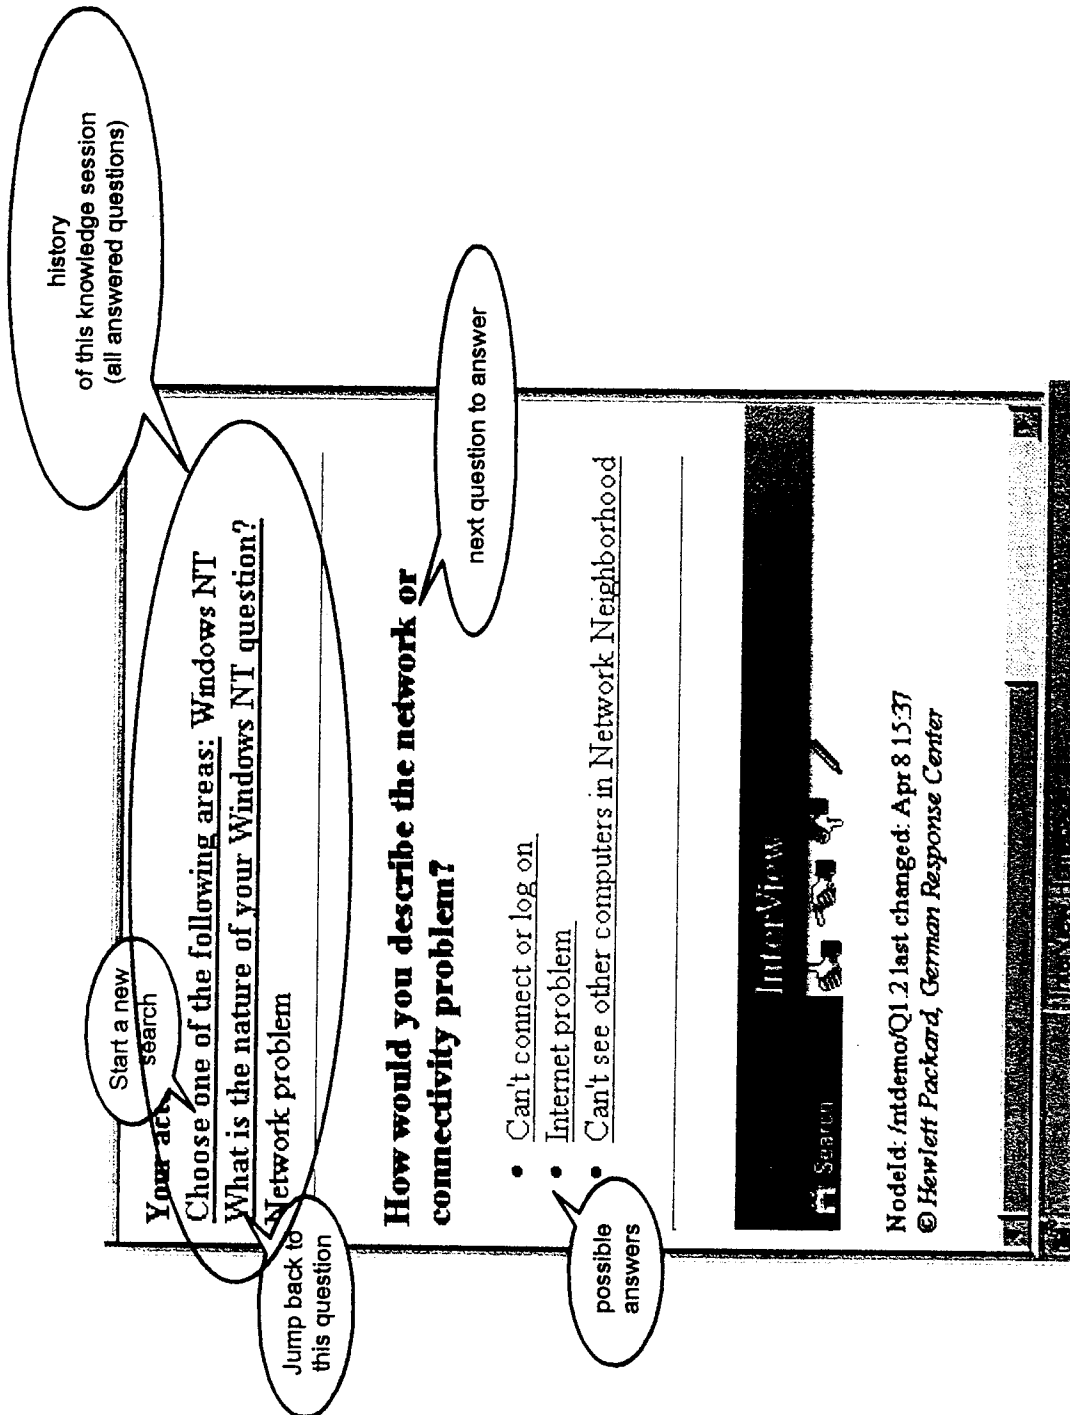 history
of this knowledge session
(all answered questions)
Start a new
search
Your act
Choose one of the following areas: Windows NT
What is the nature of your Windows NT question?
Network problem
Jump back to
this question
How would you describe the network or
connectivity problem?
next question to answer
• Can't connect or log on
• Internet problem
• Can't see other computers in Network Neighborhood
possible
answers
InterView
Search
NodeId: /ntdemo/Q1.2 last changed: Apr 8 15:37
© Hewlett Packard, German Response Center